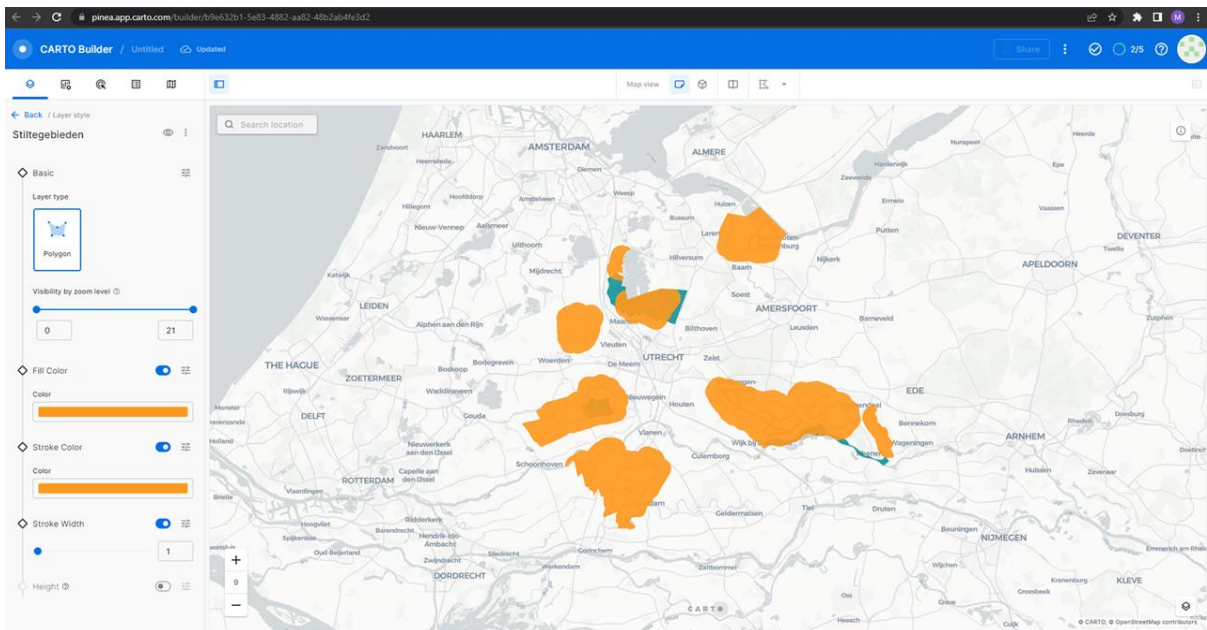 pinea.app.carto.com/builder/b9e632b1-5e83-4882-aa82-48b2ab4fe3d2
M
CARTO Builder / Untitled Updated
Share
2/5
Map view
Back / Layer style
Stiltegebieden
Basic
Layer type
Polygon
Visibility by zoom level
0 21
Fill Color
Color
Stroke Color
Color
Stroke Width
1
Height
Search location
HAARLEM
AMSTERDAM
ALMERE
Zandvoort
Heemstede
Diemen
Nunspeet
Heerde
Harderwijk
Epe
Zeewolde
Hoofddorp
Amstelveen
Weesp
Hillegom
Huizen
Ermelo
Vaassen
Bussum
Nieuw-Vennep
Aalsmeer
Laren
Putten
DEVENTER
Uithoorn
Twello
Hilversum
Nijkerk
APELDOORN
Katwijk
Mijdrecht
Baarn
Soest
LEIDEN
AMERSFOORT
Zutphen
Wassenaar
Alphen aan den Rijn
Bilthoven
Leusden
Barneveld
Vleuten
UTRECHT
Zeist
THE HAGUE
Bodegraven
Woerden
De Meern
Boskoop
ZOETERMEER
Rijswijk
Waddinxveen
Nieuwegein
Houten
EDE
DELFT
Gouda
Bennekom
Rheden
Doesburg
Vianen
ARNHEM
Wageningen
Nieuwerkerk
aan den IJssel
Culemborg
Schoonhoven
Capelle aan
den IJssel
ROTTERDAM
Huissen
Zevenaar
Vlaardingen
Brielle
Tiel
Druten
Geldermalsen
Ridderkerk
Hoogvliet
Barendrecht
Hendrik-Ido-
Ambacht
Spijkenisse
Beuningen
NIJMEGEN
Oud-Beijerland
Zwijndrecht
Sliedrecht
Gorinchem
Werkendam
Zaltbommel
Wijchen
DORDRECHT
Kranenburg
KLEVE
Groesbeek
Oss
Grave
Heesch
Cuijk
+
9
−
CARTO
© CARTO, © OpenStreetMap contributors